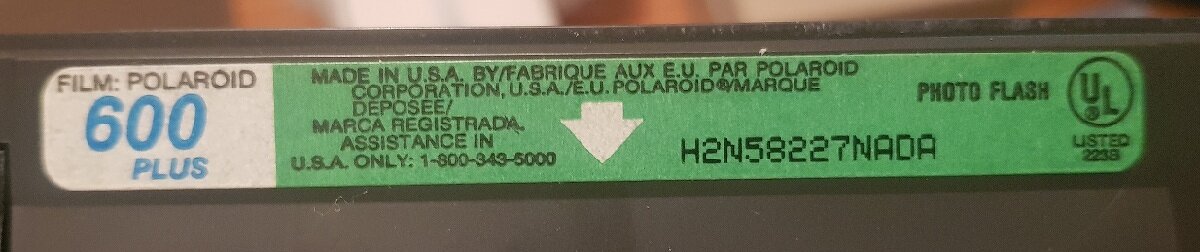 FILM: POLAROID
600
PLUS
MADE IN U.S.A. BY/FABRIQUE AUX E.U. PAR POLAROID
CORPORATION, U.S.A./E.U. POLAROID®/MARQUE
DEPOSEE/
MARCA REGISTRADA.
ASSISTANCE IN
U.S.A. ONLY: 1-800-343-5000
H2N58227NADA
PHOTO FLASH
UL
®
LISTED